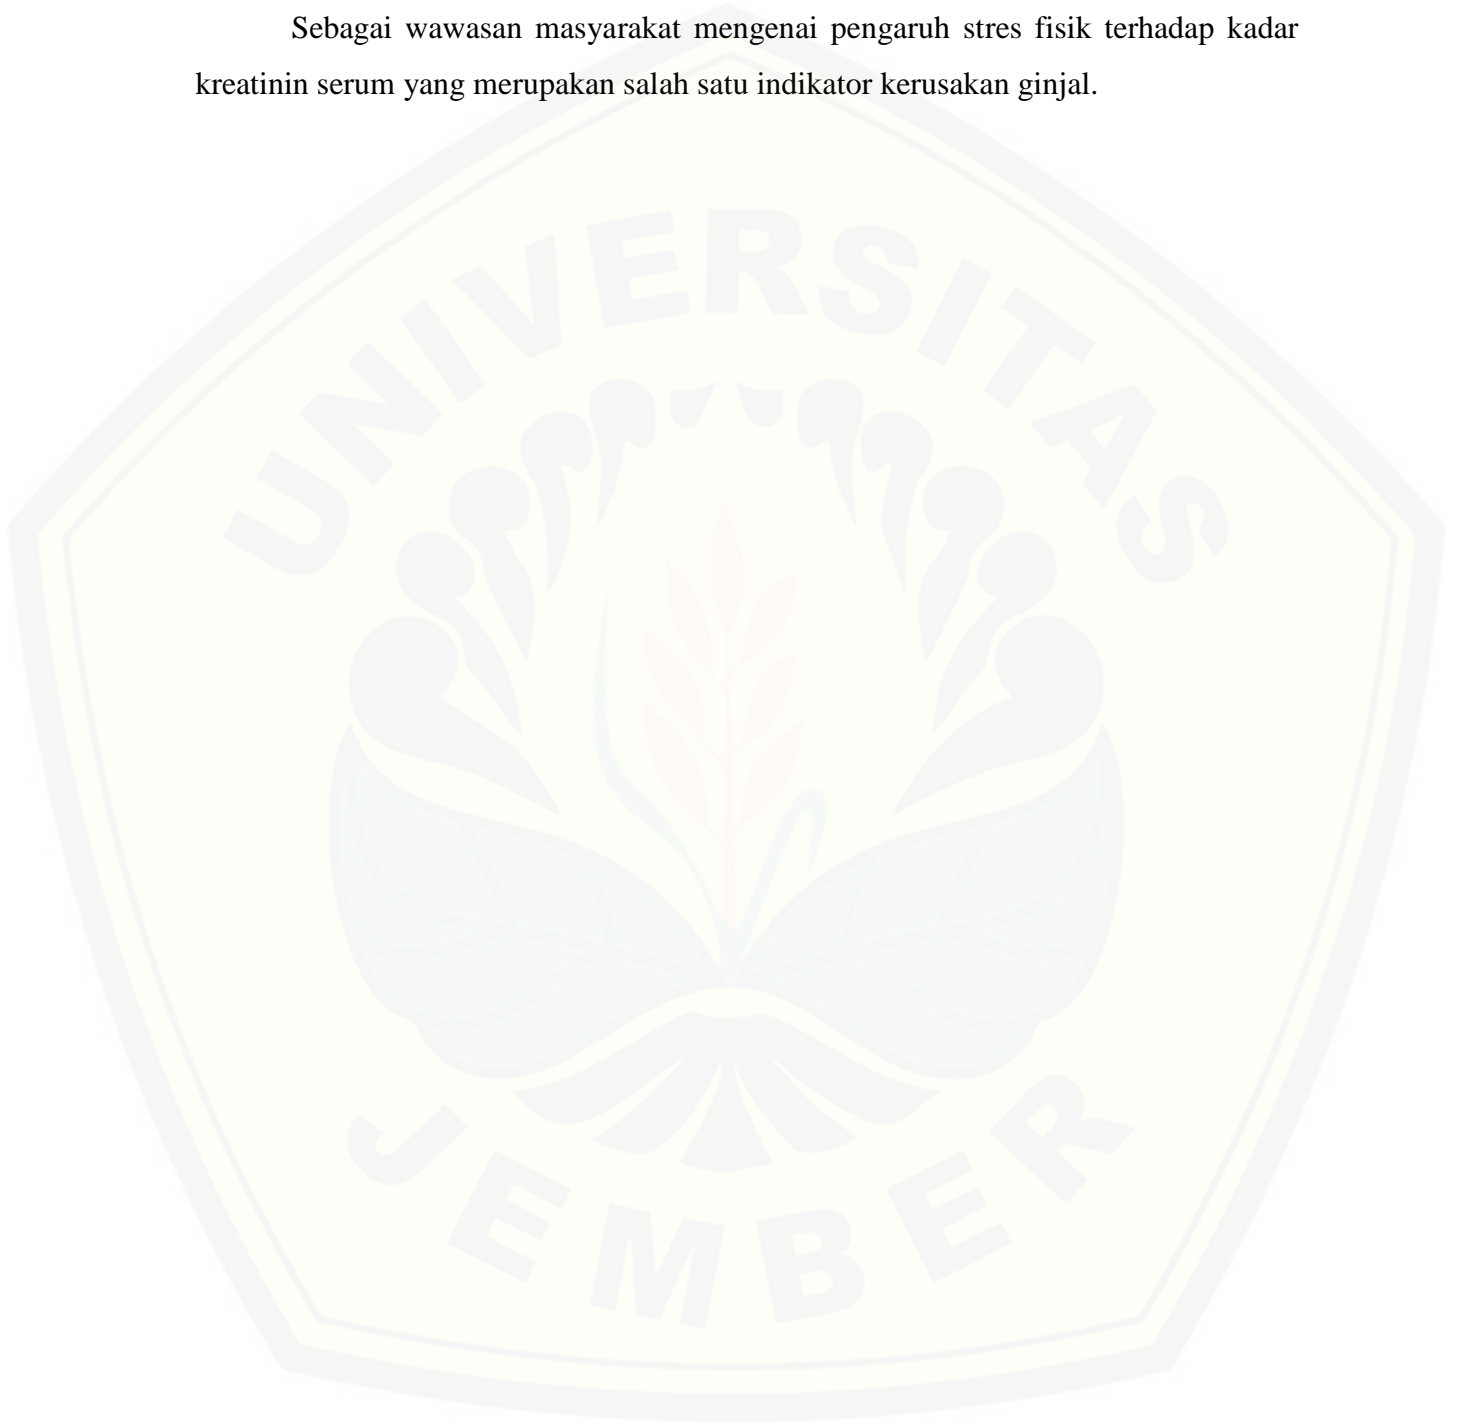 Sebagai wawasan masyarakat mengenai pengaruh stres fisik terhadap kadar
kreatinin serum yang merupakan salah satu indikator kerusakan ginjal.
UNIVERSITAS
JEMBER